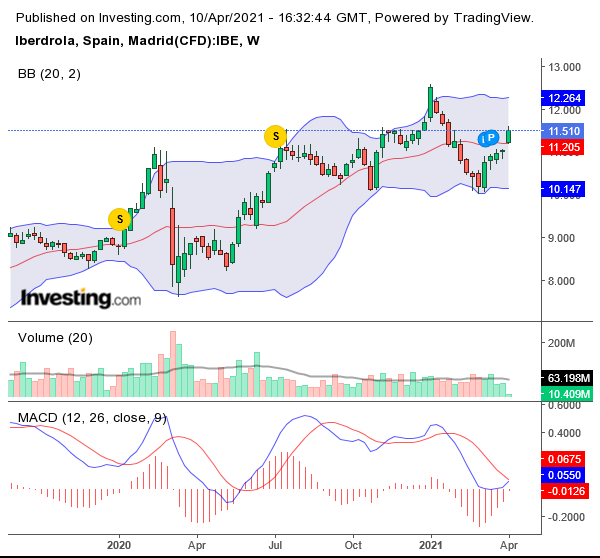 Published on Investing.com, 10/Apr/2021 - 16:32:44 GMT, Powered by TradingView.
Iberdrola, Spain, Madrid(CFD):IBE, W
BB (20, 2)
13.000
12.264
12.000
11.510
11.205
10.147
9.000
8.000
S
S
i P
Investing.com
Volume (20)
200M
63.198M
10.409M
MACD (12, 26, close, 9)
0.6000
0.4000
0.0675
0.0550
-0.0126
-0.2000
2020 Apr Jul Oct 2021 Apr